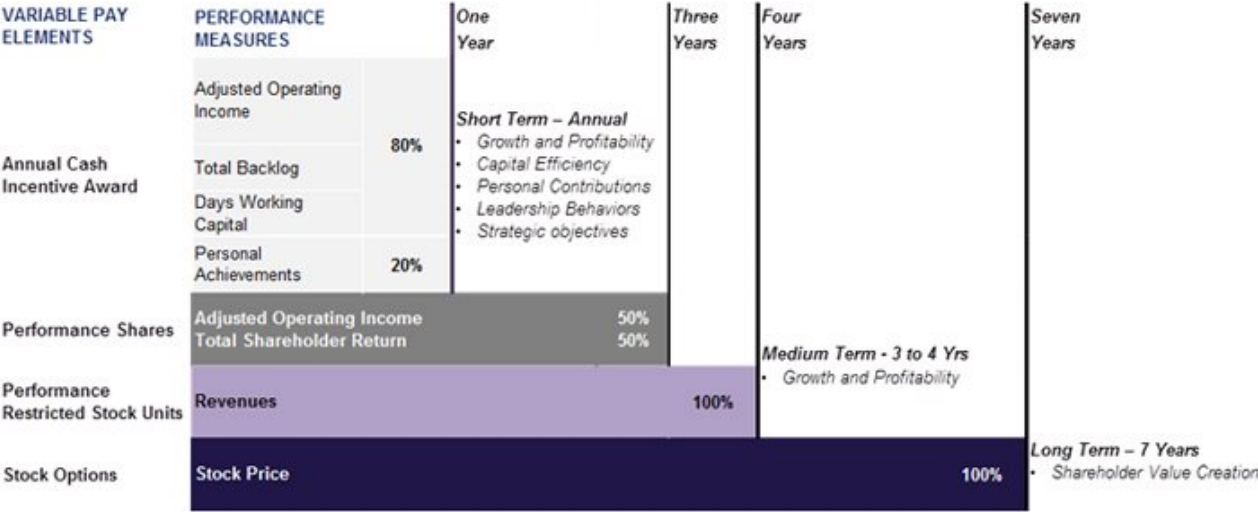 VARIABLE PAY
ELEMENTS
PERFORMANCE
MEASURES
One
Year
Three
Years
Four
Years
Seven
Years
Annual Cash
Incentive Award
Adjusted Operating
Income
Total Backlog
Days Working
Capital
80%
Personal
Achievements
20%
Short Term – Annual
• Growth and Profitability
• Capital Efficiency
• Personal Contributions
• Leadership Behaviors
• Strategic objectives
Performance Shares
Adjusted Operating Income 50%
Total Shareholder Return 50%
Medium Term - 3 to 4 Yrs
• Growth and Profitability
Performance
Restricted Stock Units
Revenues 100%
Stock Options
Stock Price 100%
Long Term – 7 Years
• Shareholder Value Creation